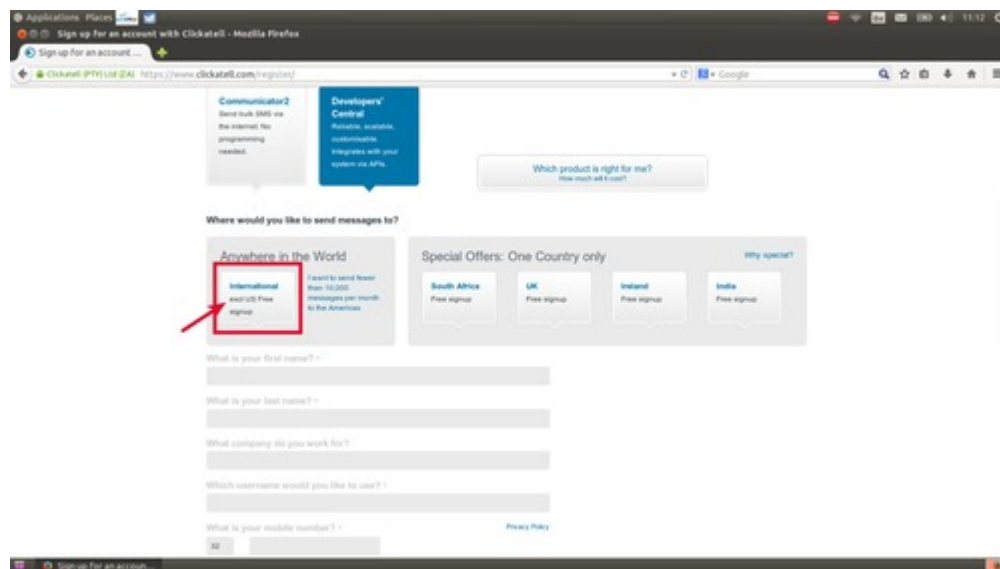 Applications Places
11:12
Sign up for an account with Clickatell - Mozilla Firefox
Sign up for an account ...
Clickatell (PTY) Ltd (ZA) https://www.clickatell.com/register/
Google
Communicator2
Send bulk SMS via
the internet. No
programming
needed.
Developers'
Central
Reliable, scalable,
customisable.
Integrates with your
system via APIs.
Which product is right for me?
How much will it cost?
Where would you like to send messages to?
Anywhere in the World
International
excl US Free
signup
I want to send fewer
than 10,000
messages per month
to the Americas
Special Offers: One Country only
Why special?
South Africa
Free signup
UK
Free signup
Ireland
Free signup
India
Free signup
What is your first name? *
What is your last name? *
What company do you work for?
Which username would you like to use? *
What is your mobile number? *
Privacy Policy
Sign up for an accoun...